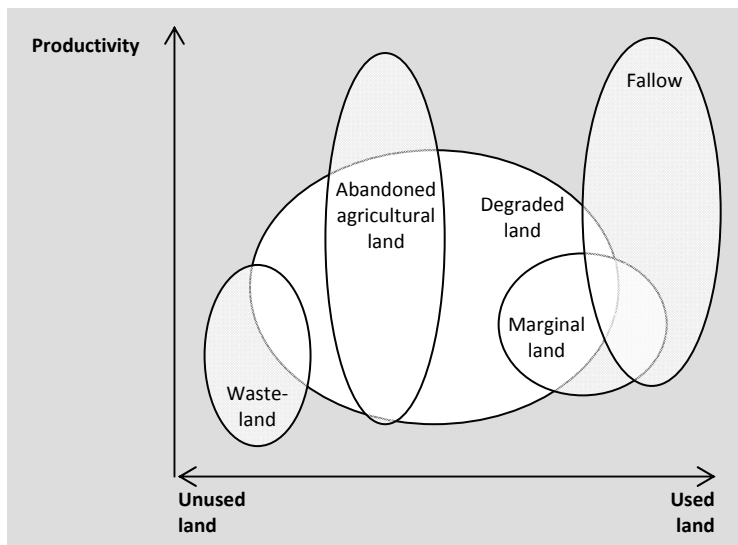 Productivity
Fallow
Abandoned
agricultural
land
Degraded
land
Marginal
land
Waste-
land
Unused
land
Used
land